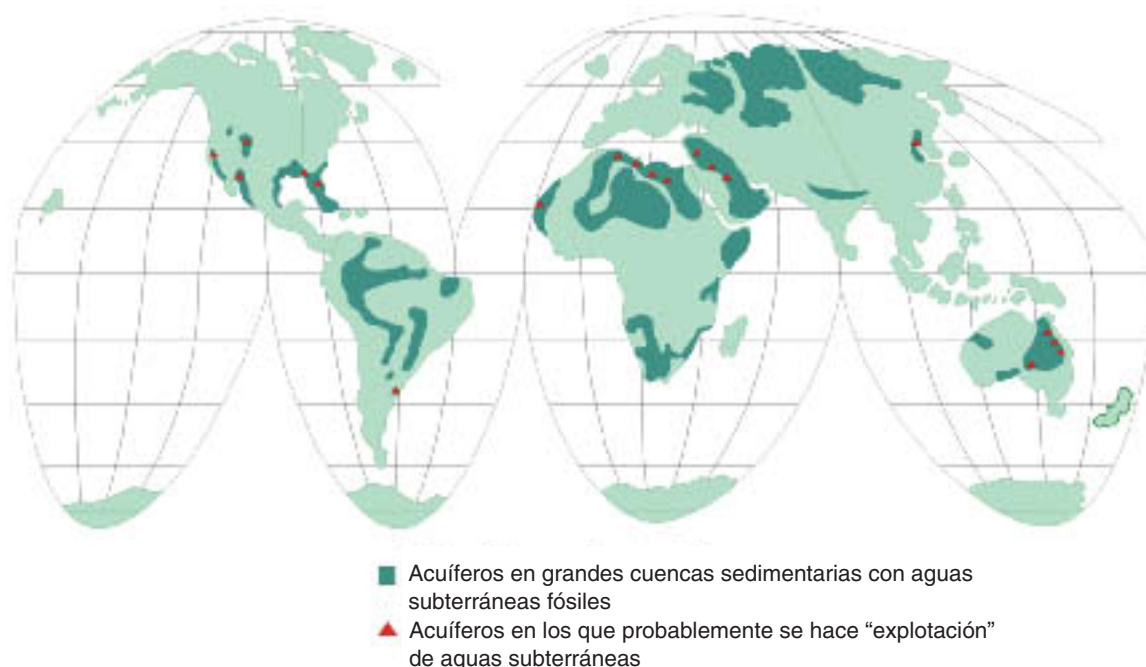 Acuíferos en grandes cuencas sedimentarias con aguas
subterráneas fósiles
Acuíferos en los que probablemente se hace “explotación”
de aguas subterráneas